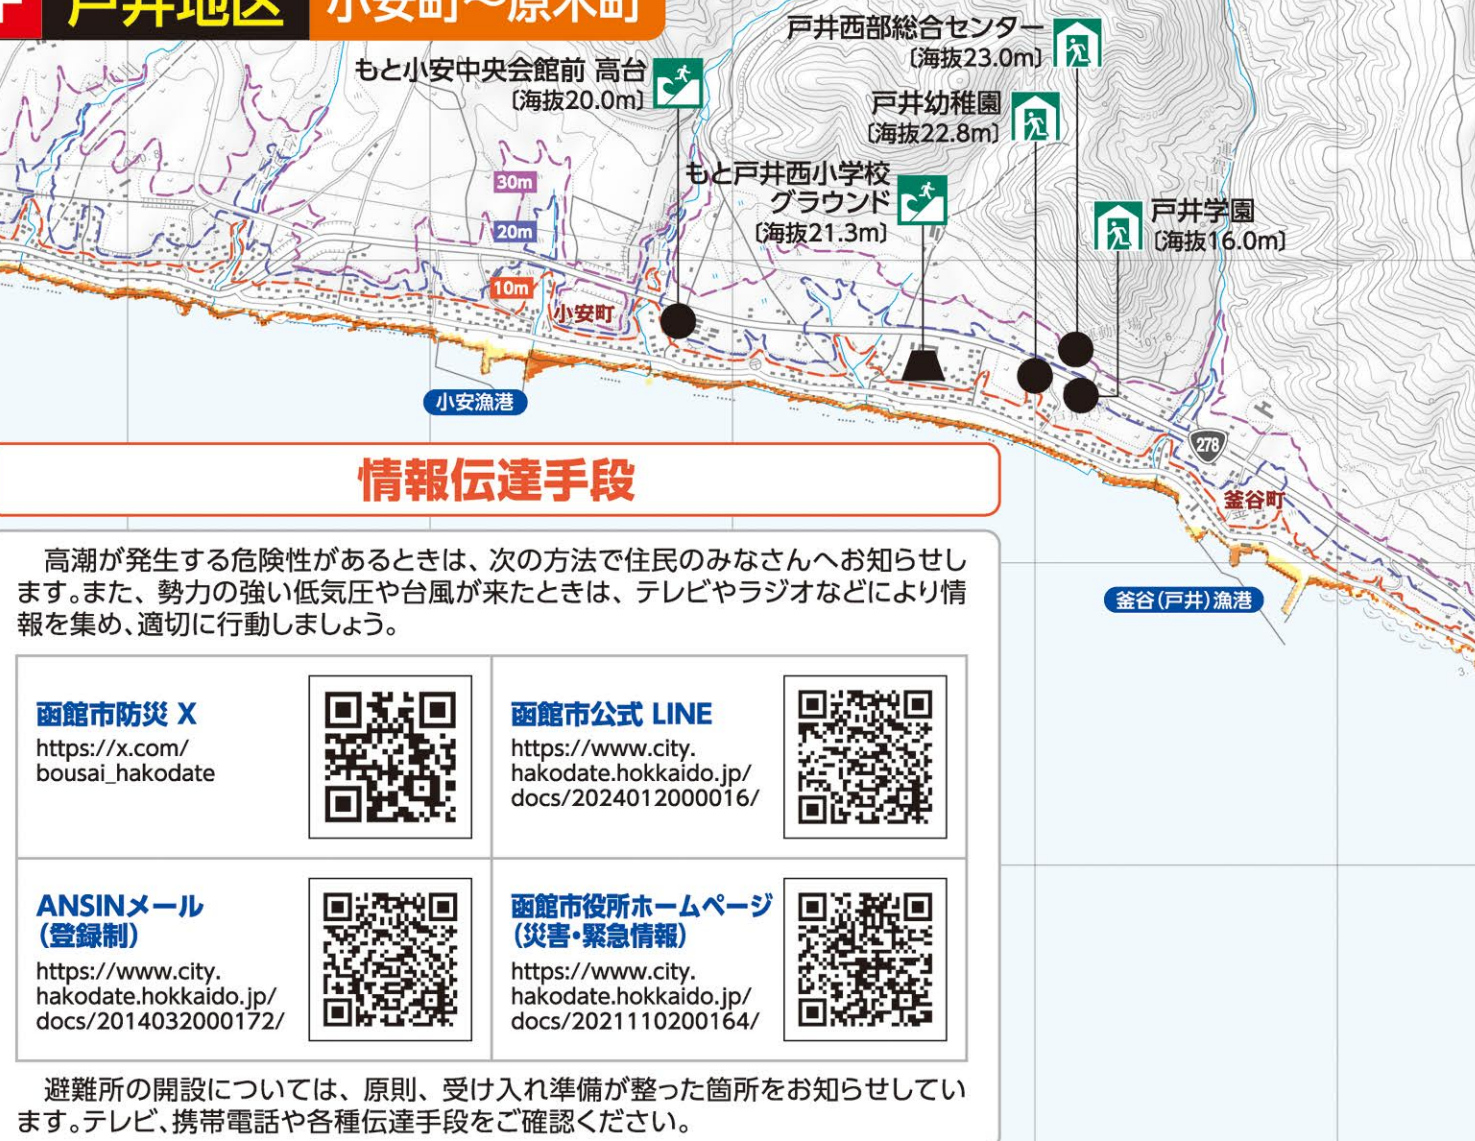 戸井地区 小安町～原木町
もと小安中央会館前 高台
〔海抜20.0m〕
戸井西部総合センター
〔海抜23.0m〕
戸井幼稚園
〔海抜22.8m〕
もと戸井西小学校
グラウンド
〔海抜21.3m〕
戸井学園
〔海抜16.0m〕
30m
20m
10m
小安町
小安漁港
278
釜谷町
釜谷(戸井)漁港
情報伝達手段
高潮が発生する危険性があるときは、次の方法で住民のみなさんへお知らせし
ます。また、勢力の強い低気圧や台風が来たときは、テレビやラジオなどにより情
報を集め、適切に行動しましょう。
函館市防災 X
https://x.com/
bousai_hakodate
函館市公式 LINE
https://www.city.
hakodate.hokkaido.jp/
docs/2024012000016/
ANSINメール
（登録制）
https://www.city.
hakodate.hokkaido.jp/
docs/2014032000172/
函館市役所ホームページ
（災害・緊急情報）
https://www.city.
hakodate.hokkaido.jp/
docs/2021110200164/
避難所の開設については、原則、受け入れ準備が整った箇所をお知らせしてい
ます。テレビ、携帯電話や各種伝達手段をご確認ください。